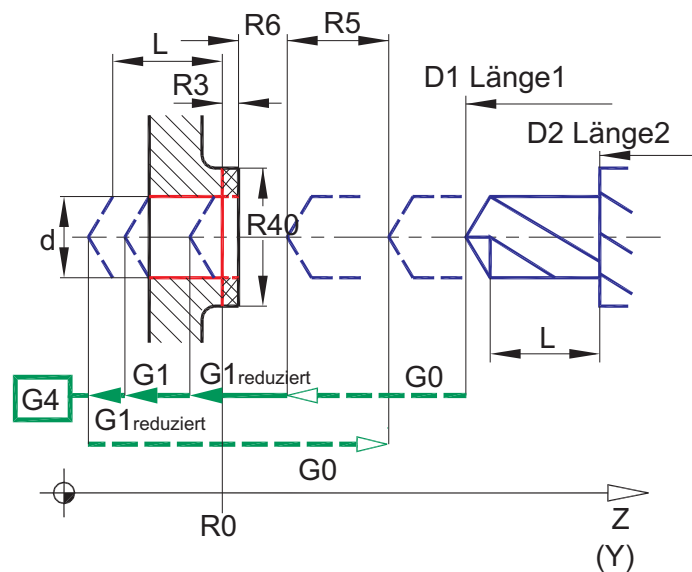 R6 R5
L
R3
D1 Länge1
D2 Länge2
d
R40
L
G4
G1
G1reduziert
G0
G1reduziert
G0
R0
Z
(Y)